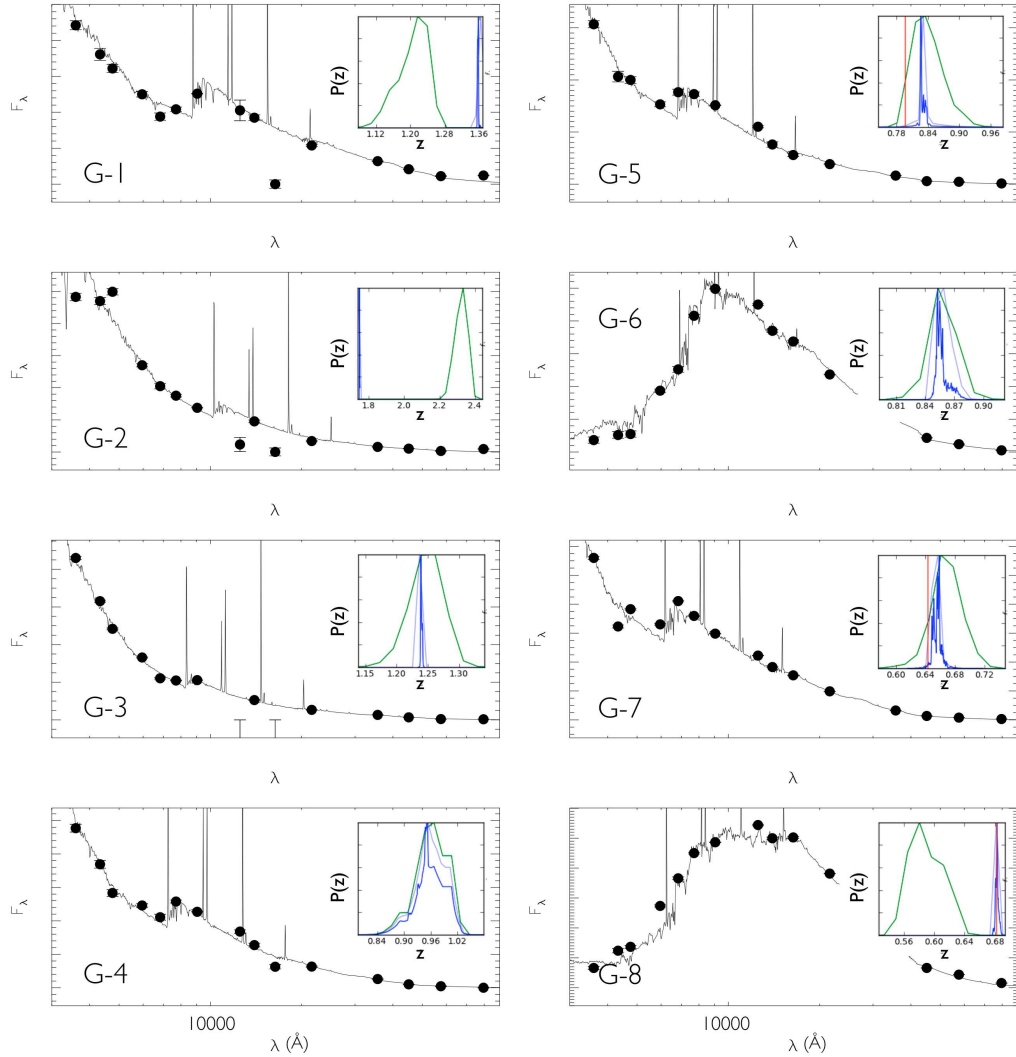 F_λ
P(z)
1.12 1.20 1.28 1.36
z
G-1
λ
F_λ
P(z)
0.78 0.84 0.90 0.96
z
G-5
λ
F_λ
P(z)
1.8 2.0 2.2 2.4
z
G-2
λ
F_λ
P(z)
0.81 0.84 0.87 0.90
z
G-6
λ
F_λ
P(z)
1.15 1.20 1.25 1.30
z
G-3
λ
F_λ
P(z)
0.60 0.64 0.68 0.72
z
G-7
λ
F_λ
P(z)
0.84 0.90 0.96 1.02
z
G-4
10000
λ (Å)
F_λ
P(z)
0.56 0.60 0.64 0.68
z
G-8
10000
λ (Å)